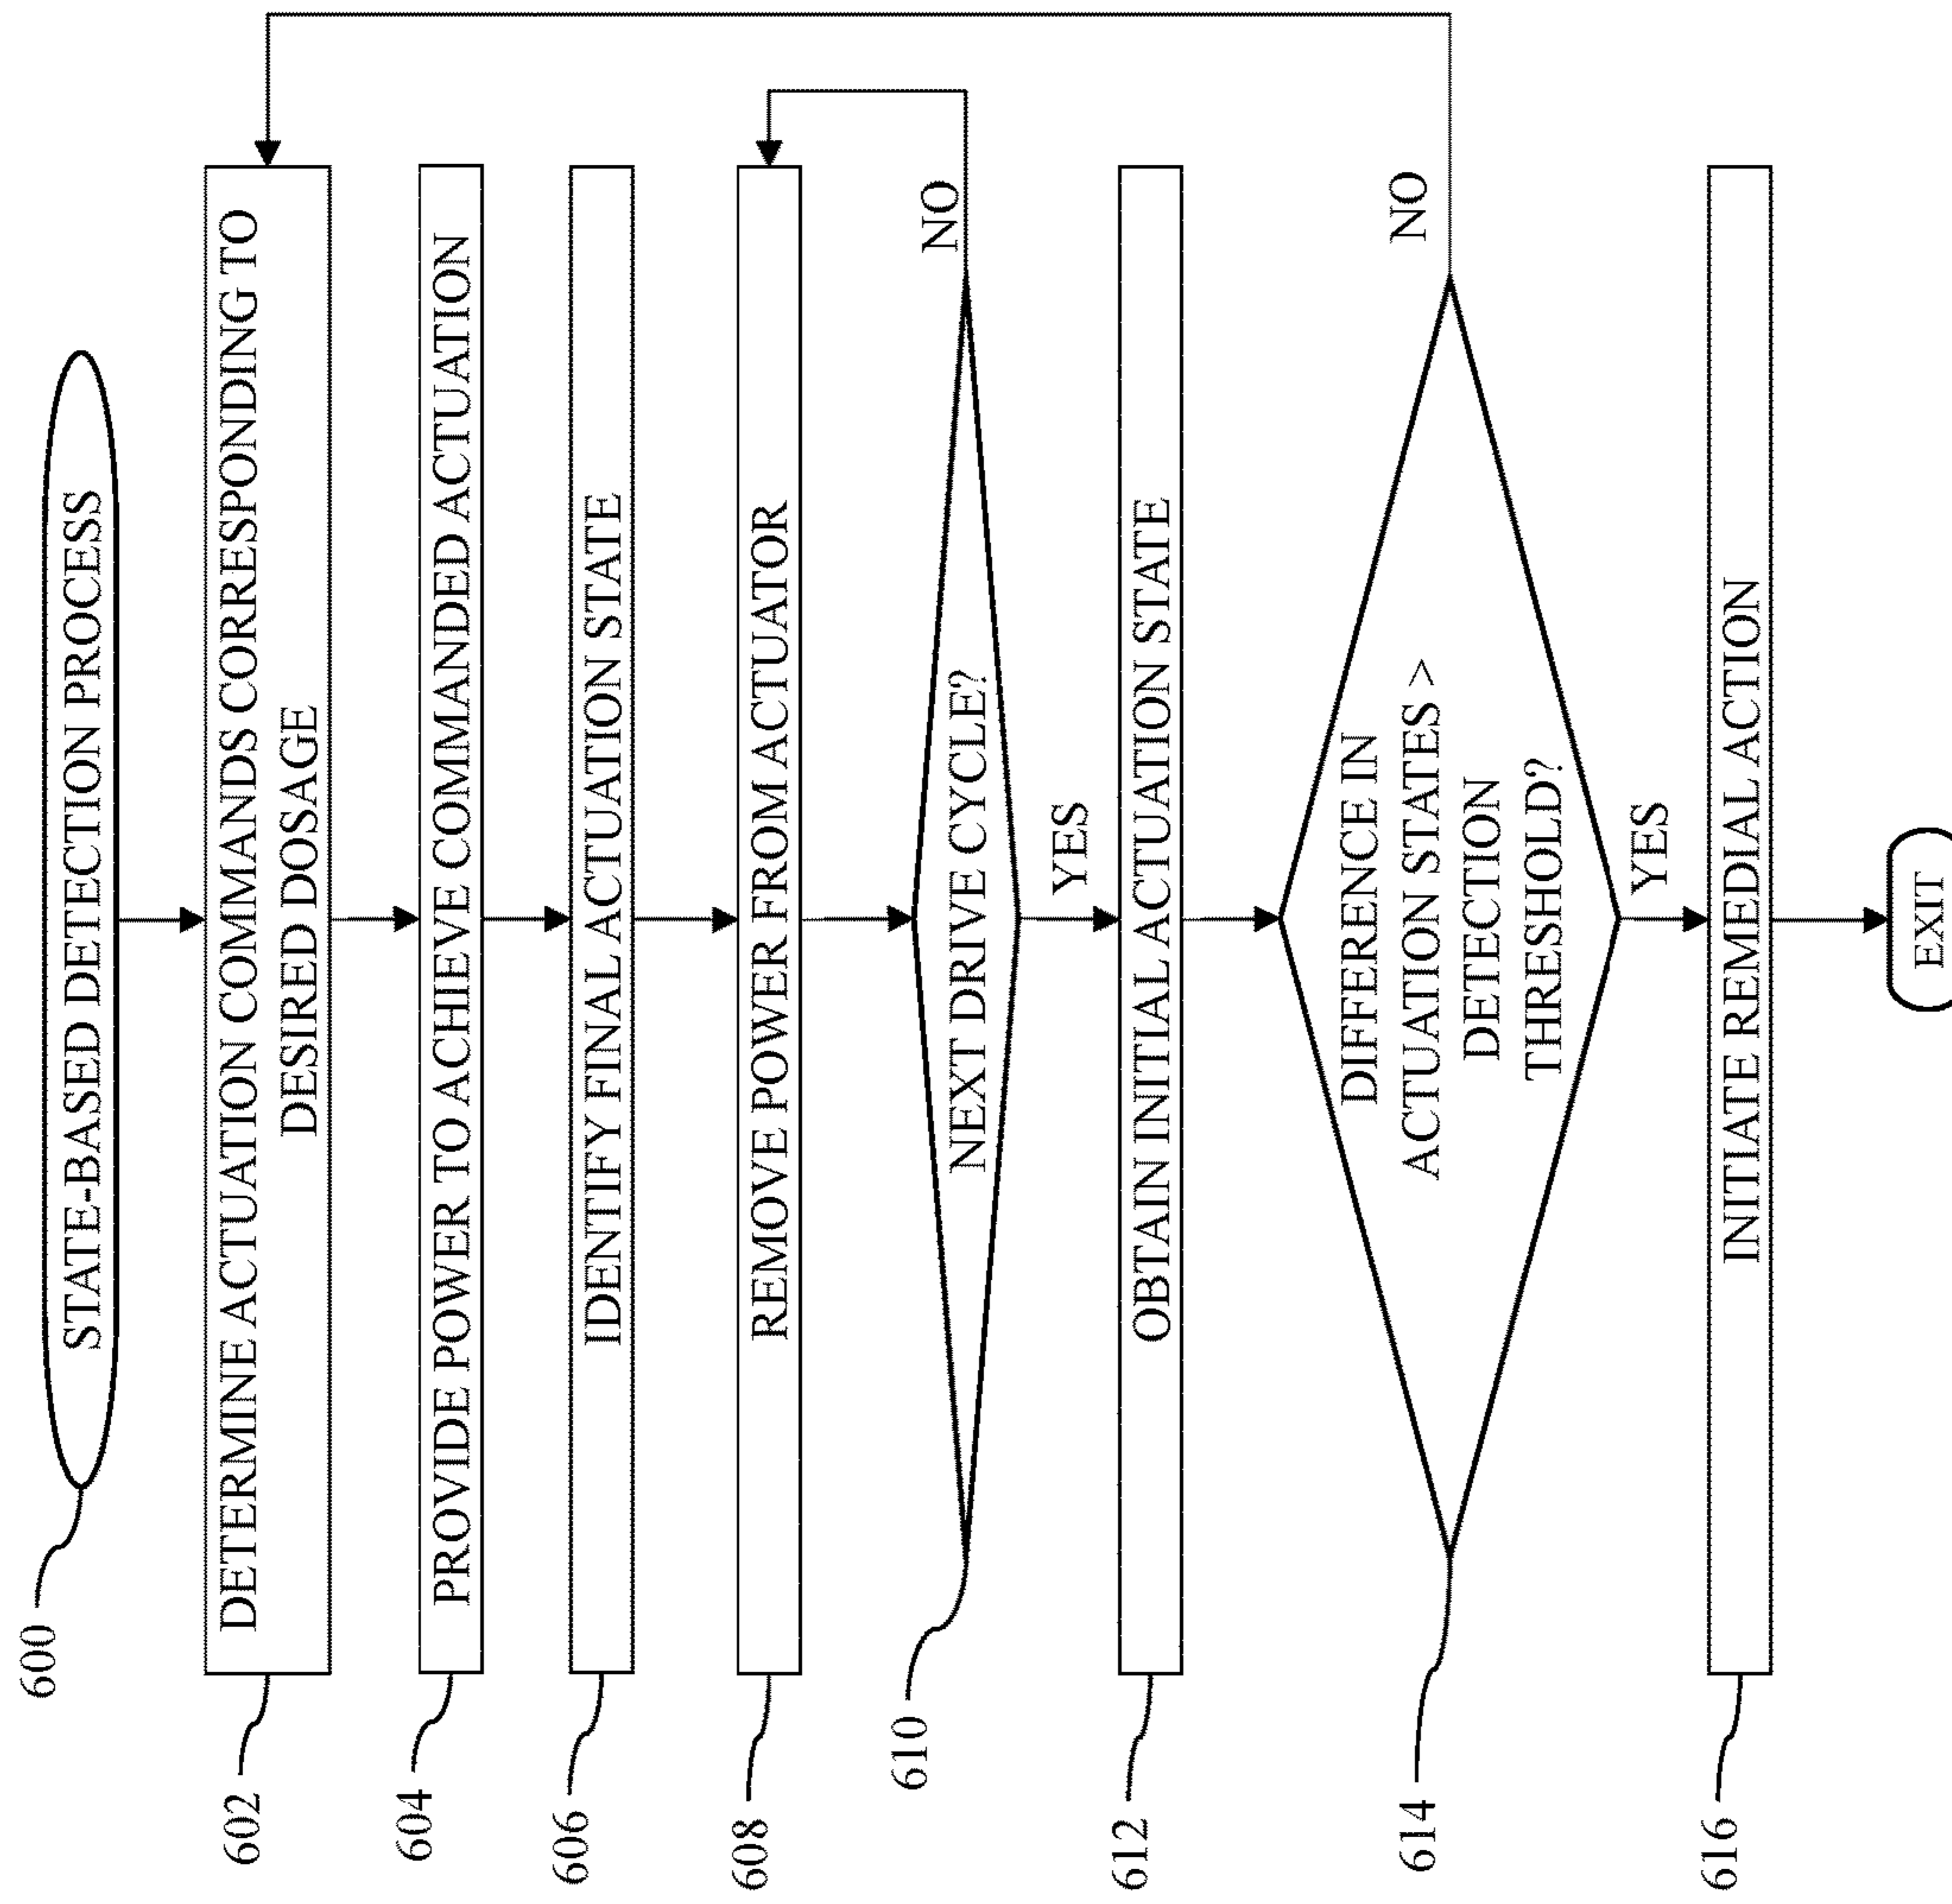 600
STATE-BASED DETECTION PROCESS
602
DETERMINE ACTUATION COMMANDS CORRESPONDING TO
DESIRED DOSAGE
604
PROVIDE POWER TO ACHIEVE COMMANDED ACTUATION
606
IDENTIFY FINAL ACTUATION STATE
608
REMOVE POWER FROM ACTUATOR
610
NEXT DRIVE CYCLE?
NO
YES
612
OBTAIN INITIAL ACTUATION STATE
614
DIFFERENCE IN
ACTUATION STATES >
DETECTION
THRESHOLD?
NO
YES
616
INITIATE REMEDIAL ACTION
EXIT